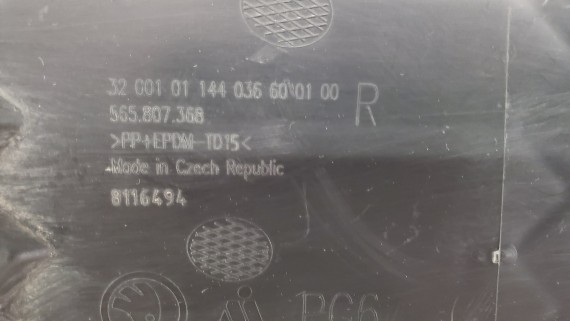 32 001 01 144 036 60 01 00 R
565.807.368
>PP+EPDM-TD15<
Made in Czech Republic
8116494